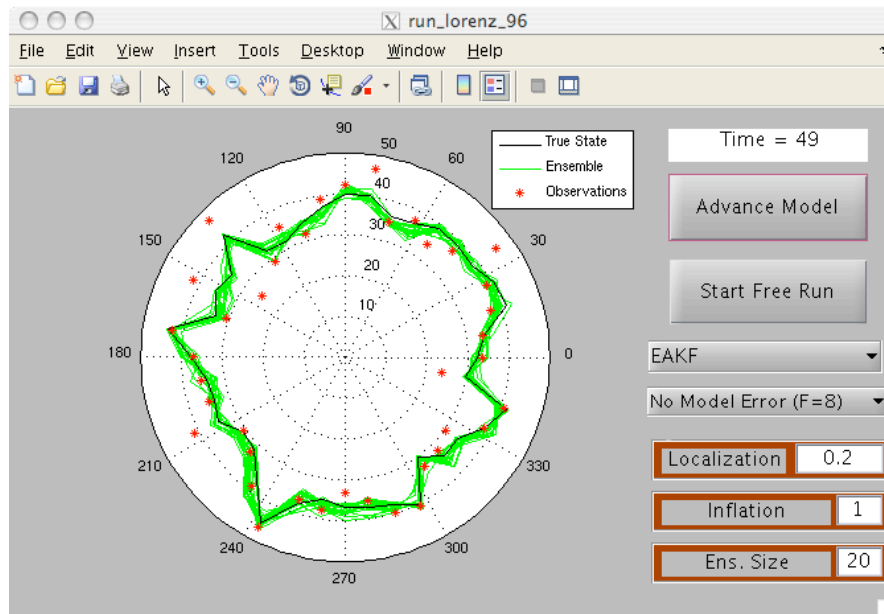 run_lorenz_96
File Edit View Insert Tools Desktop Window Help
Time = 49
Advance Model
Start Free Run
EAKF
No Model Error (F=8)
Localization 0.2
Inflation 1
Ens. Size 20
True State
Ensemble
Observations
90
50
60
120
40
30
150
30
20
10
180
0
210
330
240
300
270